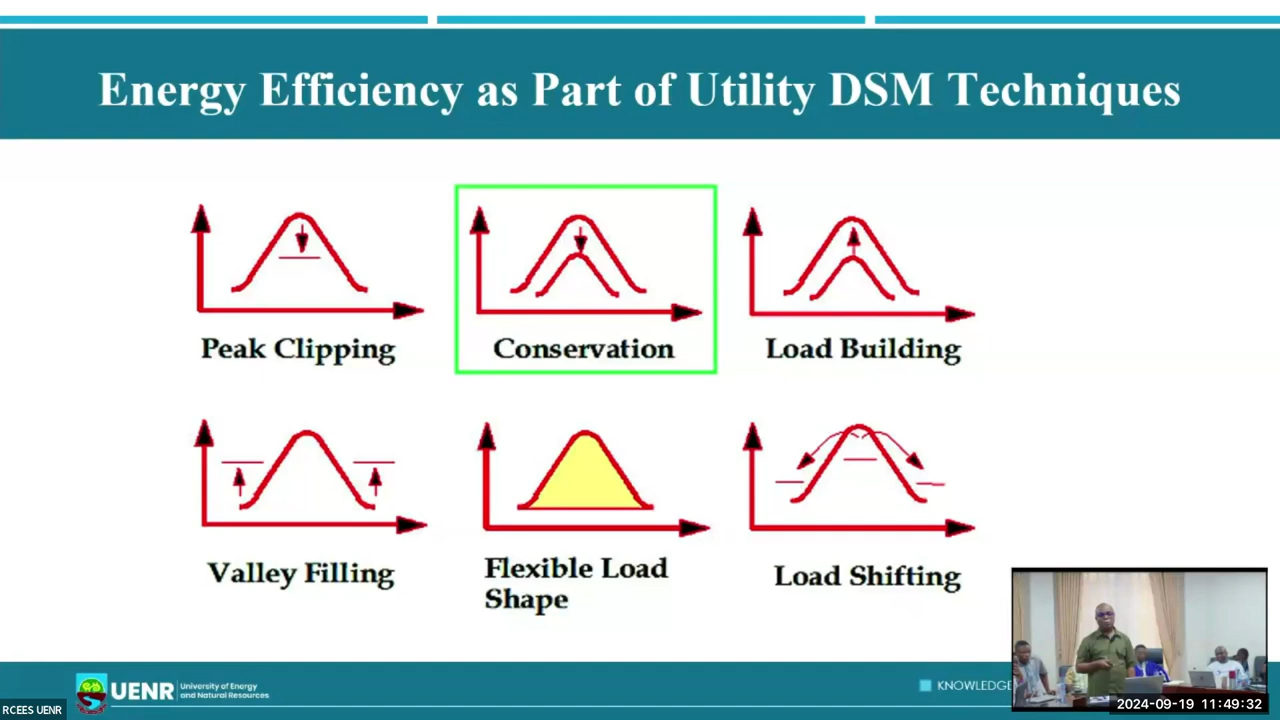 Energy Efficiency as Part of Utility DSM Techniques
Peak Clipping
Conservation
Load Building
Valley Filling
Flexible Load
Shape
Load Shifting
UENR
University of Energy
and Natural Resources
KNOWLEDGE
RCEES UENR
2024-09-19 11:49:32